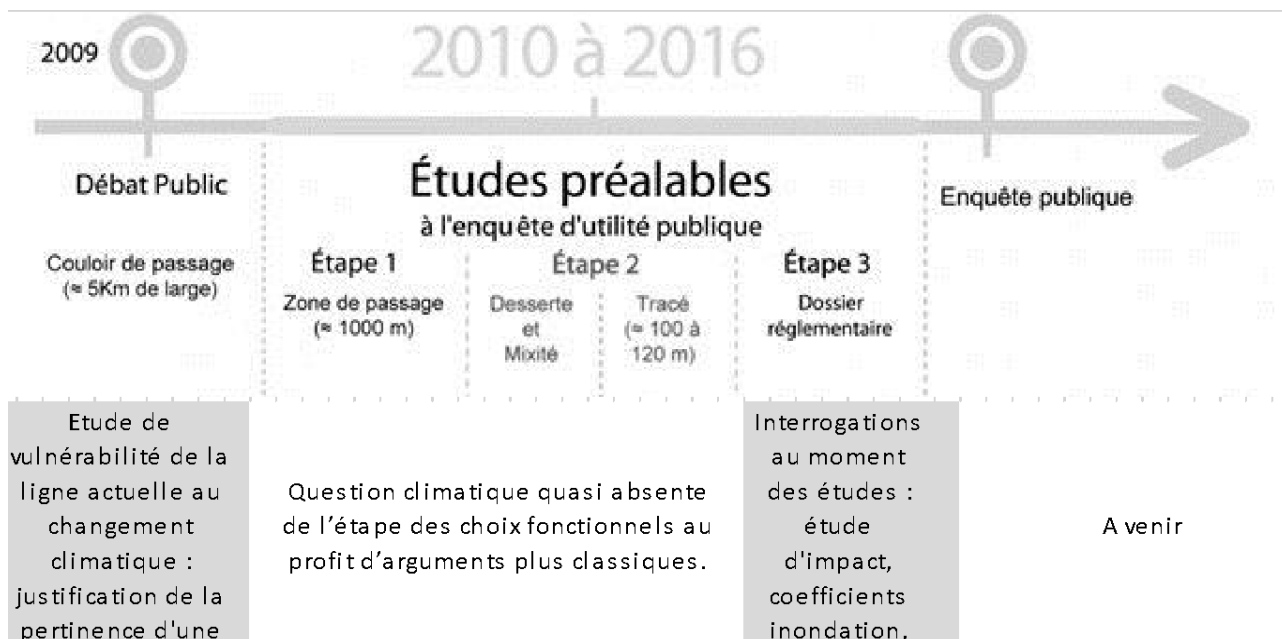 2009
2010 à 2016
Débat Public
Couloir de passage
(≈ 5Km de large)
Études préalables
à l'enquête d'utilité publique
Étape 1
Zone de passage
(≈ 1000 m)
Étape 2
Desserte
et
Mixité
Tracé
(≈ 100 à
120 m)
Étape 3
Dossier
réglementaire
Enquête publique
Etude de
vulnérabilité de la
ligne actuelle au
changement
climatique :
justification de la
pertinence d'une
Question climatique quasi absente
de l'étape des choix fonctionnels au
profit d'arguments plus classiques.
Interrogations
au moment
des études :
étude
d'impact,
coefficients
inondation,
A venir